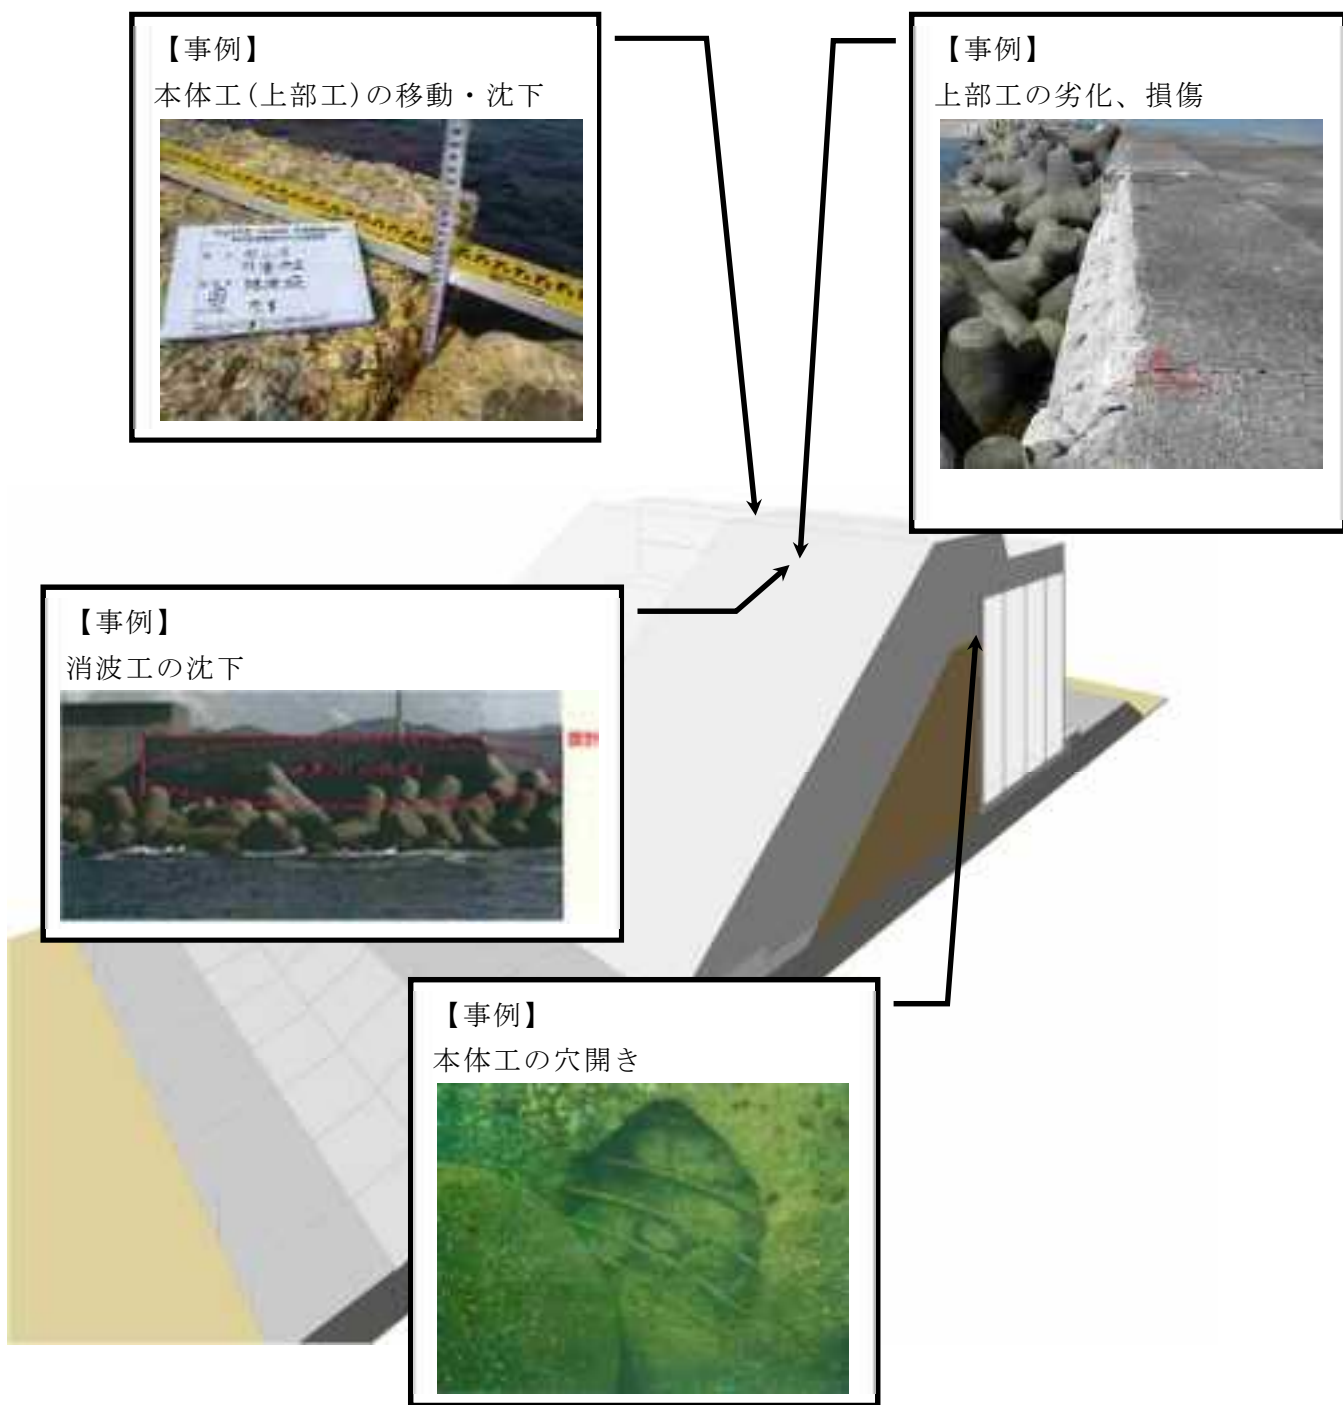 【事例】
本体工(上部工)の移動・沈下
【事例】
上部工の劣化、損傷
【事例】
消波工の沈下
【事例】
本体工の穴開き